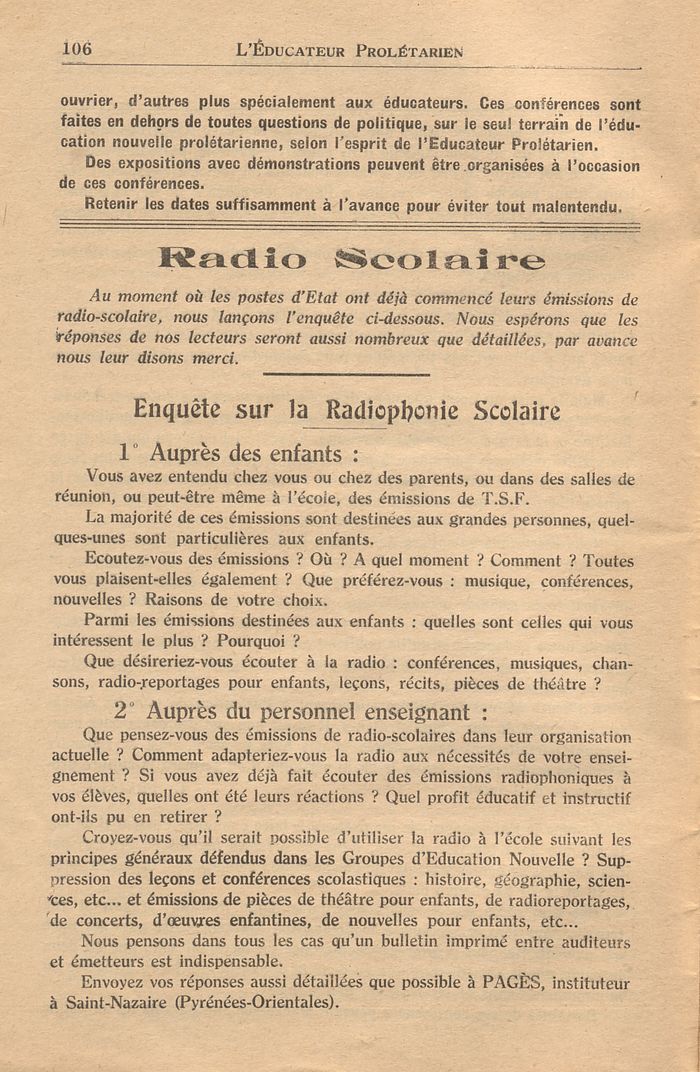 106
L'Éducateur Prolétarien
ouvrier, d'autres plus spécialement aux éducateurs. Ces conférences sont
faites en dehors de toutes questions de politique, sur le seul terrain de l'édu-
cation nouvelle prolétarienne, selon l'esprit de l'Educateur Prolétarien.
Des expositions avec démonstrations peuvent être organisées à l'occasion
de ces conférences.
Retenir les dates suffisamment à l'avance pour éviter tout malentendu.
Radio Scolaire
Au moment où les postes d'Etat ont déjà commencé leurs émissions de
radio-scolaire, nous lançons l'enquête ci-dessous. Nous espérons que les
réponses de nos lecteurs seront aussi nombreux que détaillées, par avance
nous leur disons merci.
Enquête sur la Radiophonie Scolaire
1° Auprès des enfants :
Vous avez entendu chez vous ou chez des parents, ou dans des salles de
réunion, ou peut-être même à l'école, des émissions de T.S.F.
La majorité de ces émissions sont destinées aux grandes personnes, quel-
ques-unes sont particulières aux enfants.
Ecoutez-vous des émissions ? Où ? A quel moment ? Comment ? Toutes
vous plaisent-elles également ? Que préférez-vous : musique, conférences,
nouvelles ? Raisons de votre choix.
Parmi les émissions destinées aux enfants : quelles sont celles qui vous
intéressent le plus ? Pourquoi ?
Que désireriez-vous écouter à la radio : conférences, musiques, chan-
sons, radio-reportages pour enfants, leçons, récits, pièces de théâtre ?
2° Auprès du personnel enseignant :
Que pensez-vous des émissions de radio-scolaires dans leur organisation
actuelle ? Comment adapteriez-vous la radio aux nécessités de votre ensei-
gnement ? Si vous avez déjà fait écouter des émissions radiophoniques à
vos élèves, quelles ont été leurs réactions ? Quel profit éducatif et instructif
ont-ils pu en retirer ?
Croyez-vous qu'il serait possible d'utiliser la radio à l'école suivant les
principes généraux défendus dans les Groupes d'Education Nouvelle ? Sup-
pression des leçons et conférences scolastiques : histoire, géographie, scien-
ces, etc... et émissions de pièces de théâtre pour enfants, de radioreportages,
de concerts, d'œuvres enfantines, de nouvelles pour enfants, etc...
Nous pensons dans tous les cas qu'un bulletin imprimé entre auditeurs
et émetteurs est indispensable.
Envoyez vos réponses aussi détaillées que possible à PAGÈS, instituteur
à Saint-Nazaire (Pyrénées-Orientales).